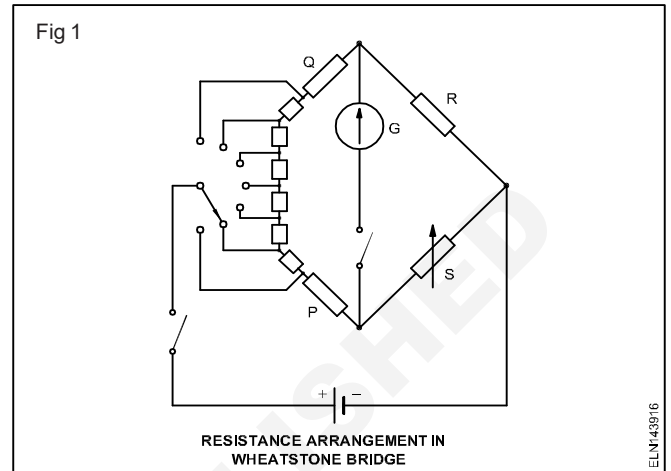 Fig 1
Q
R
G
S
P
+ −
RESISTANCE ARRANGEMENT IN
WHEATSTONE BRIDGE
ELN143916